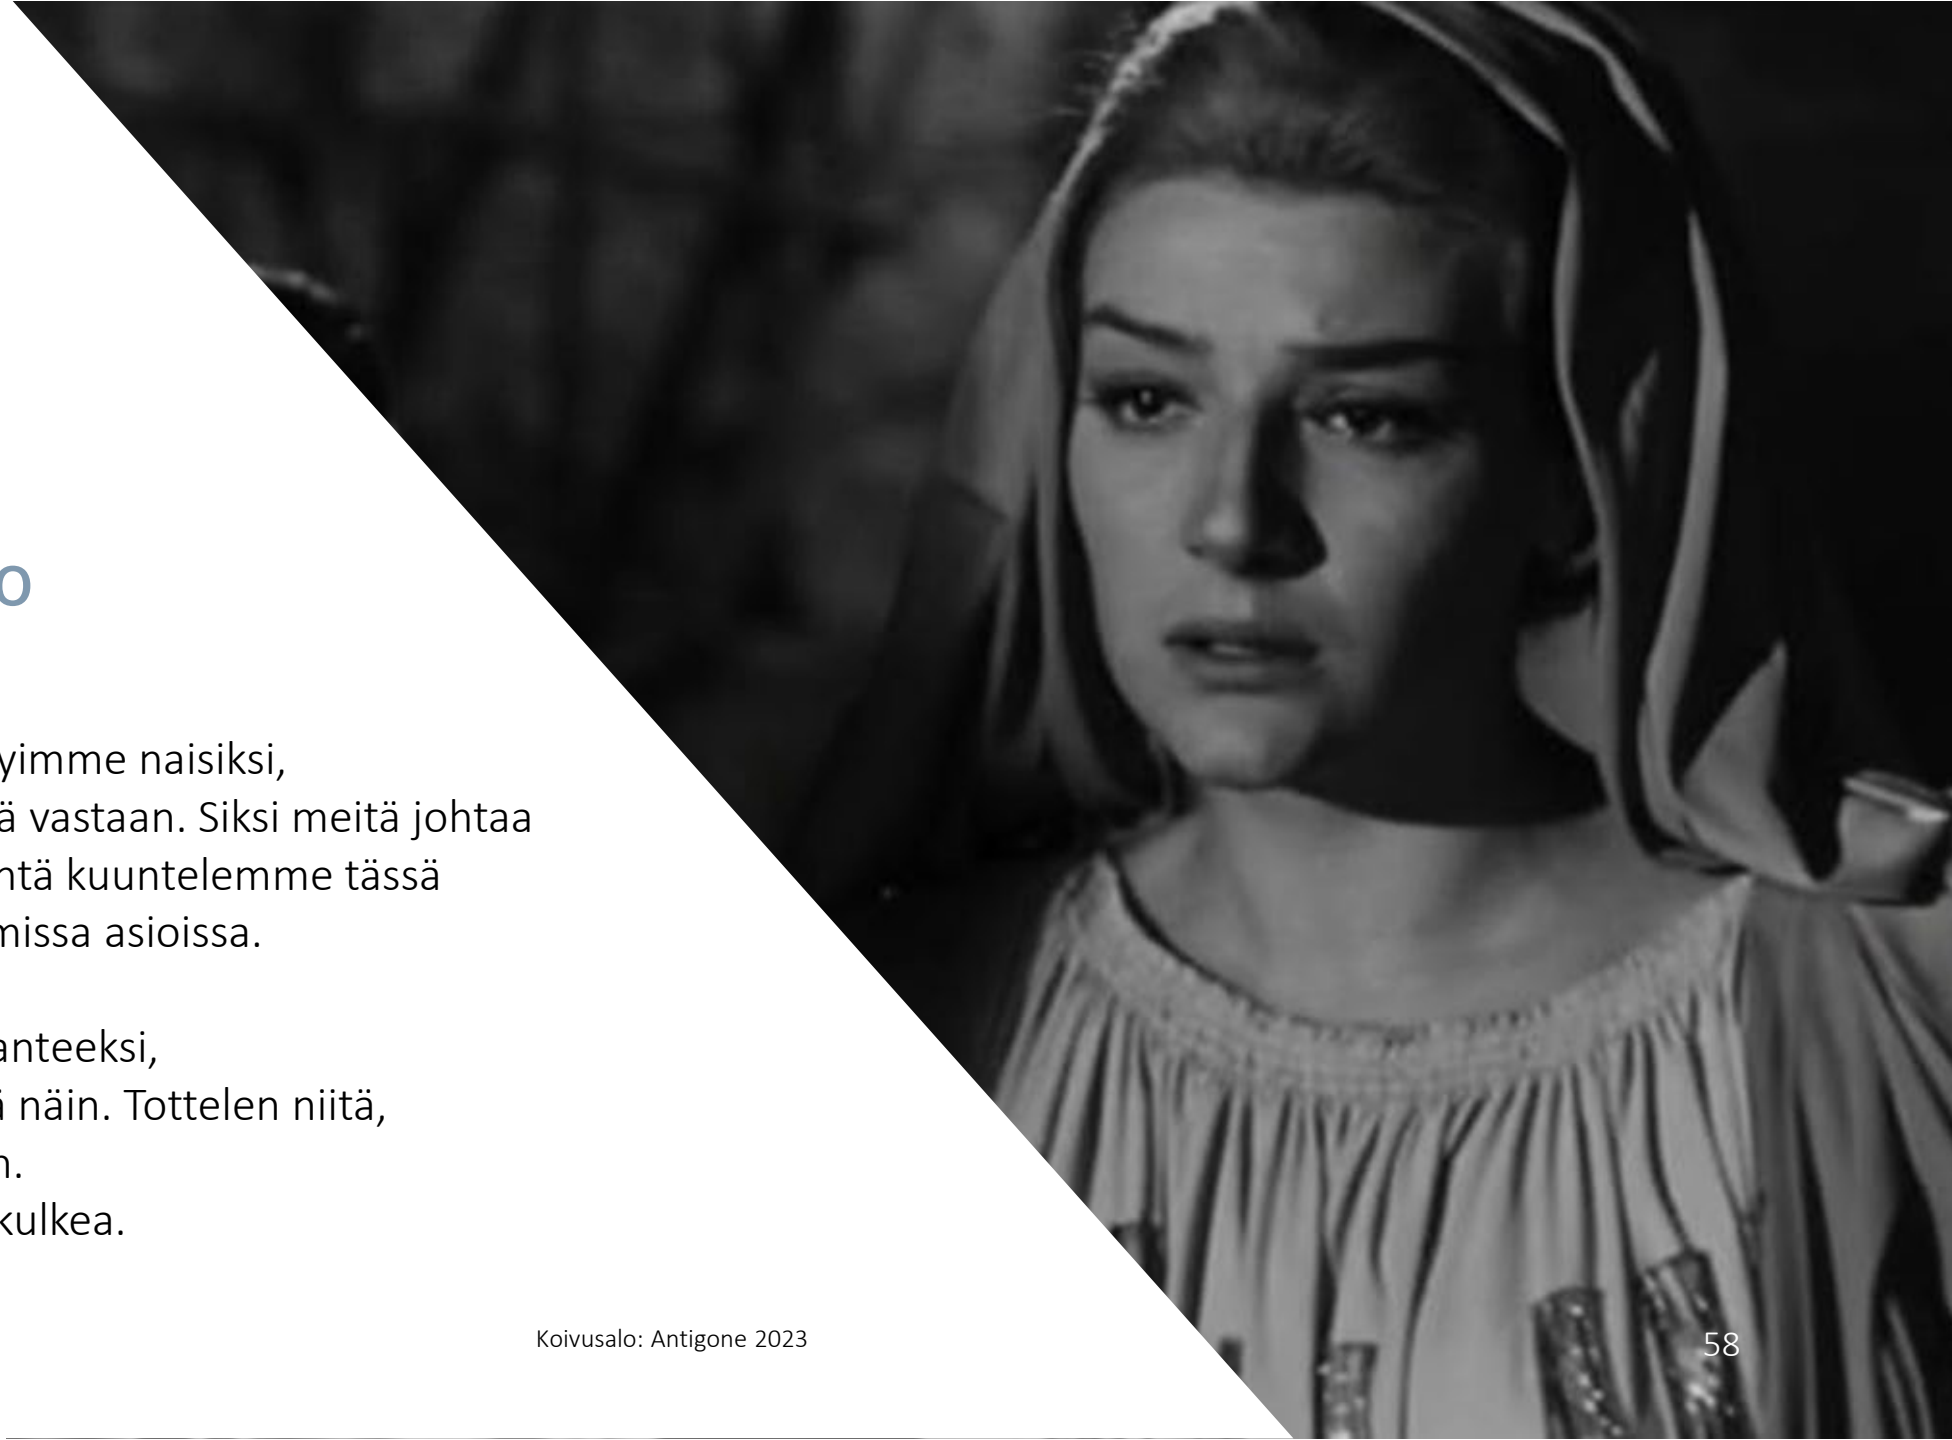 o
yimme naisiksi,
ä vastaan. Siksi meitä johtaa
ntä kuuntelemme tässä
missa asioissa.
anteeksi,
ä näin. Tottelen niitä,
n.
kulkea.
Koivusalo: Antigone 2023
58